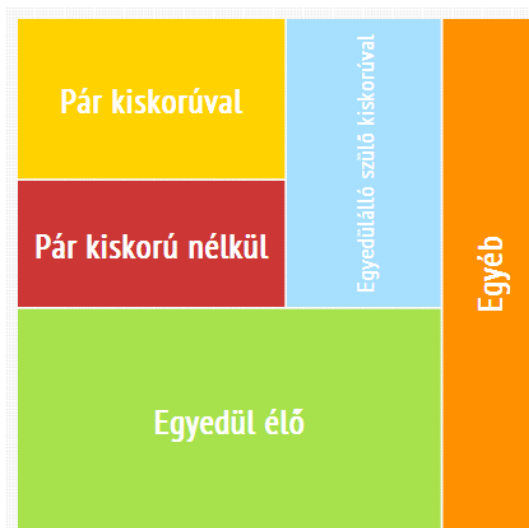 Pár kiskorúval
Pár kiskorú nélkül
Egyedülálló szülő kiskorúval
Egyéb
Egyedül élő